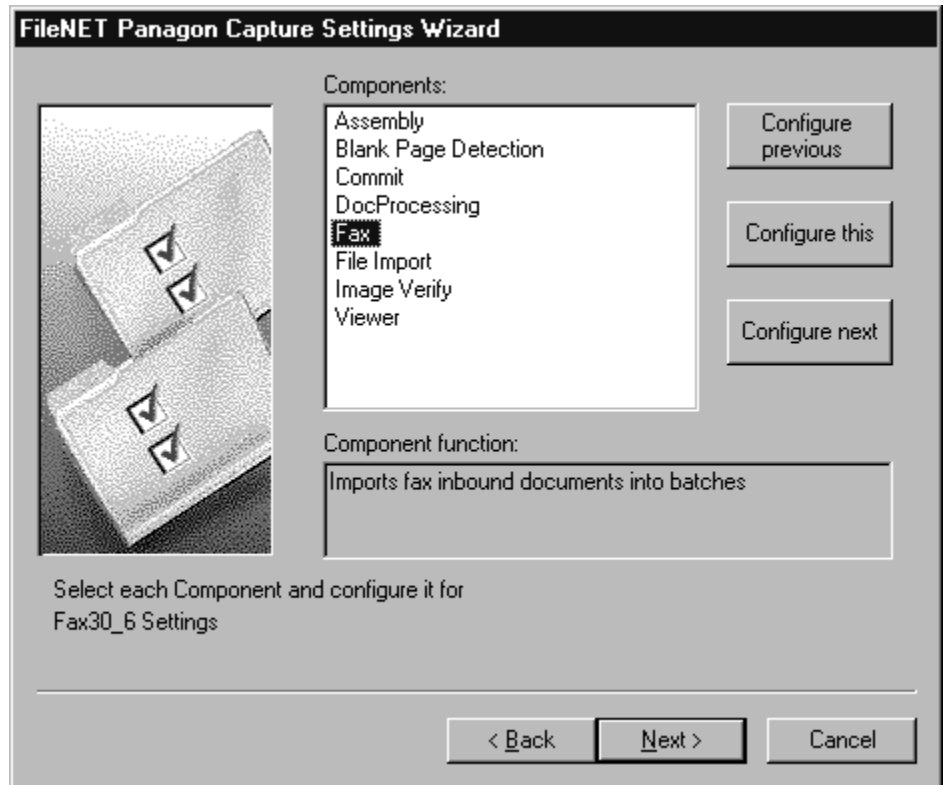 FileNET Panagon Capture Settings Wizard
Components:
Assembly
Blank Page Detection
Commit
DocProcessing
Fax
File Import
Image Verify
Viewer
Configure
previous
Configure this
Configure next
Component function:
Imports fax inbound documents into batches
Select each Component and configure it for
Fax30_6 Settings
< Back
Next >
Cancel